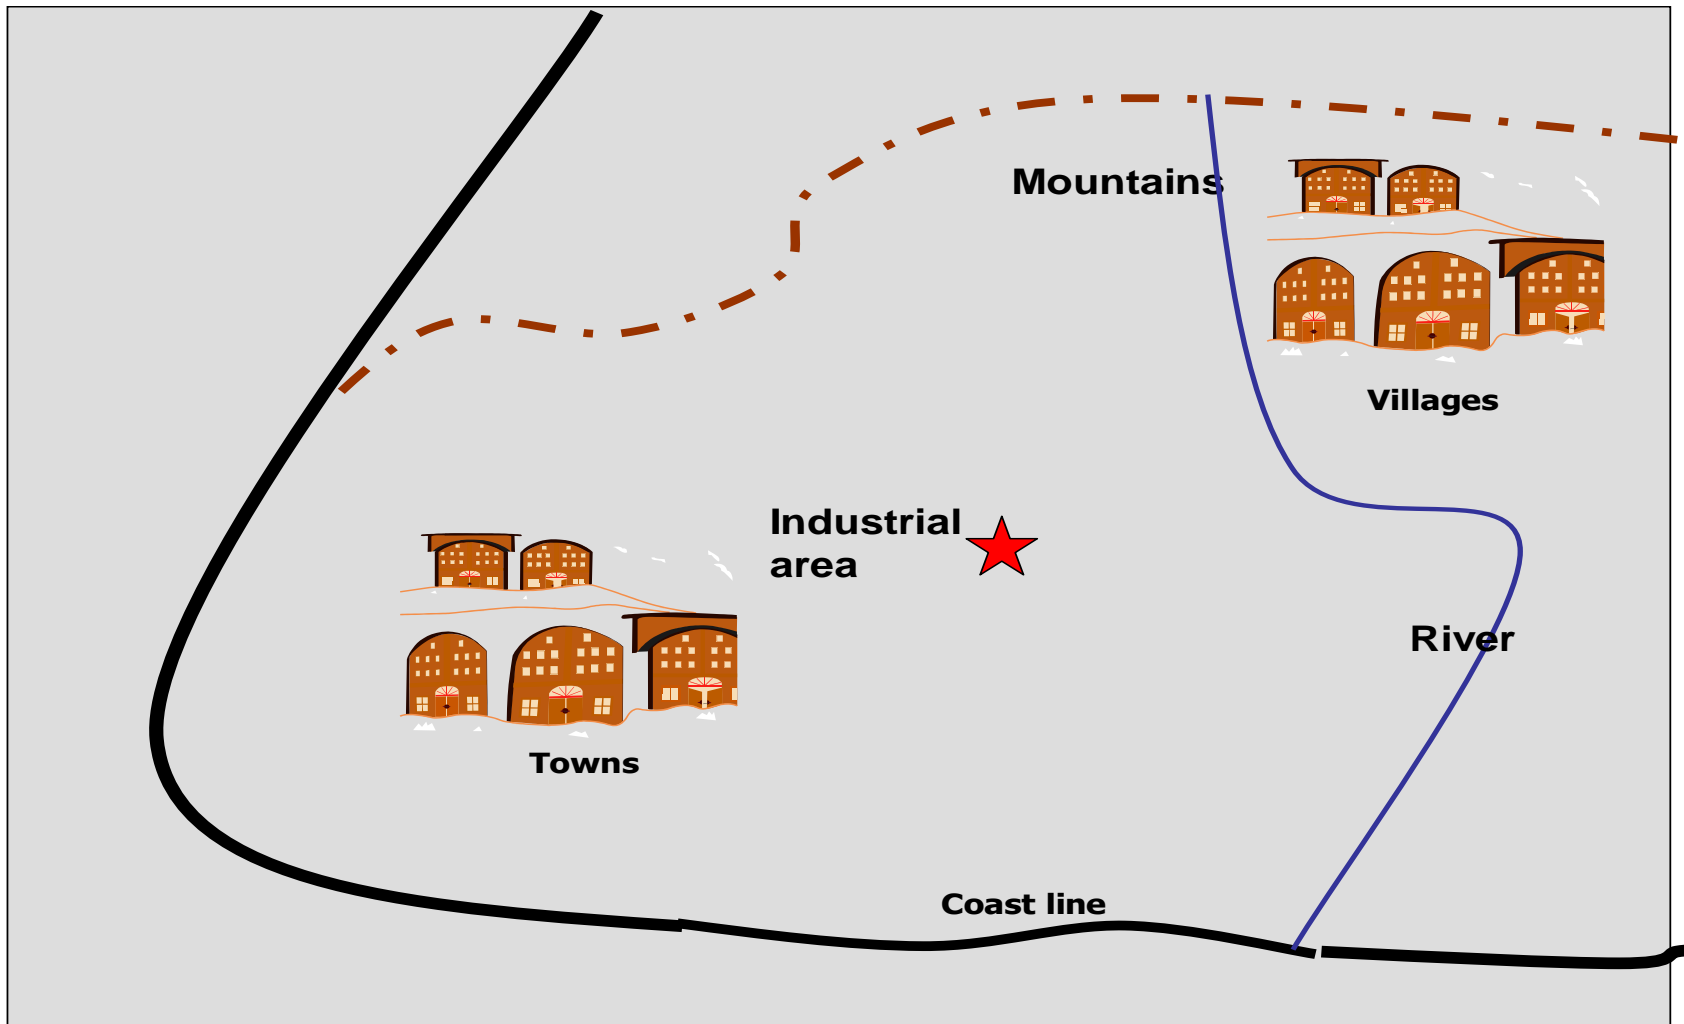 Mountains
Villages
Industrial
area
River
Towns
Coast line